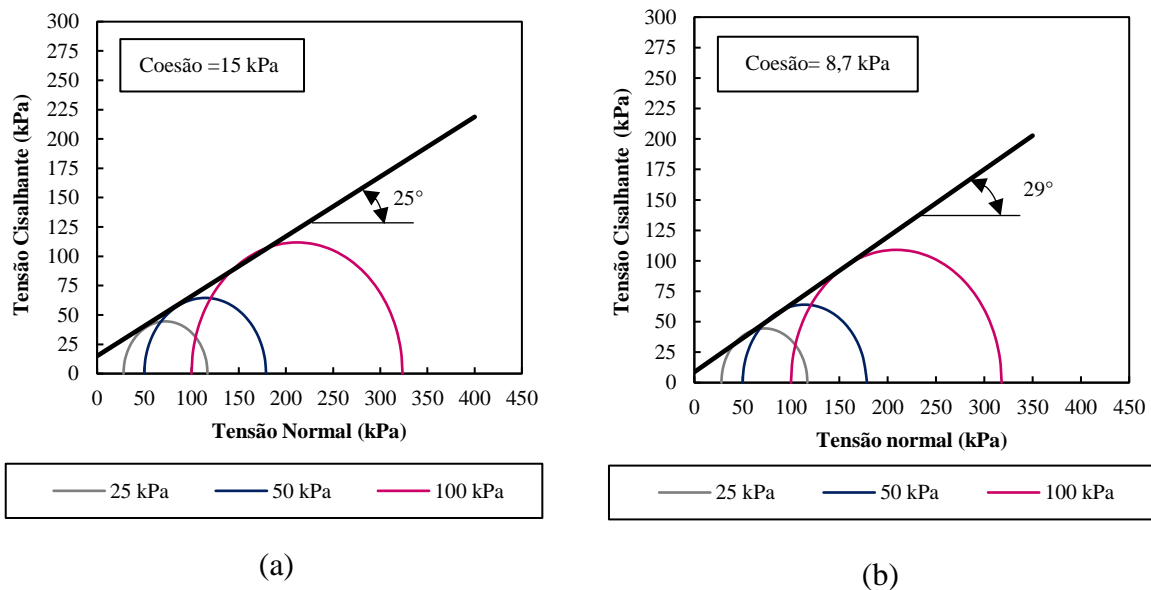 300
275
250
225
200
175
150
125
100
75
50
25
0
Tensão Cisalhante (kPa)
Coesão =15 kPa
25°
0 50 100 150 200 250 300 350 400 450
Tensão Normal (kPa)
25 kPa 50 kPa 100 kPa
(a)
300
275
250
225
200
175
150
125
100
75
50
25
0
Tensão Cisalhante (kPa)
Coesão= 8,7 kPa
29°
0 50 100 150 200 250 300 350 400 450
Tensão normal (kPa)
25 kPa 50 kPa 100 kPa
(b)